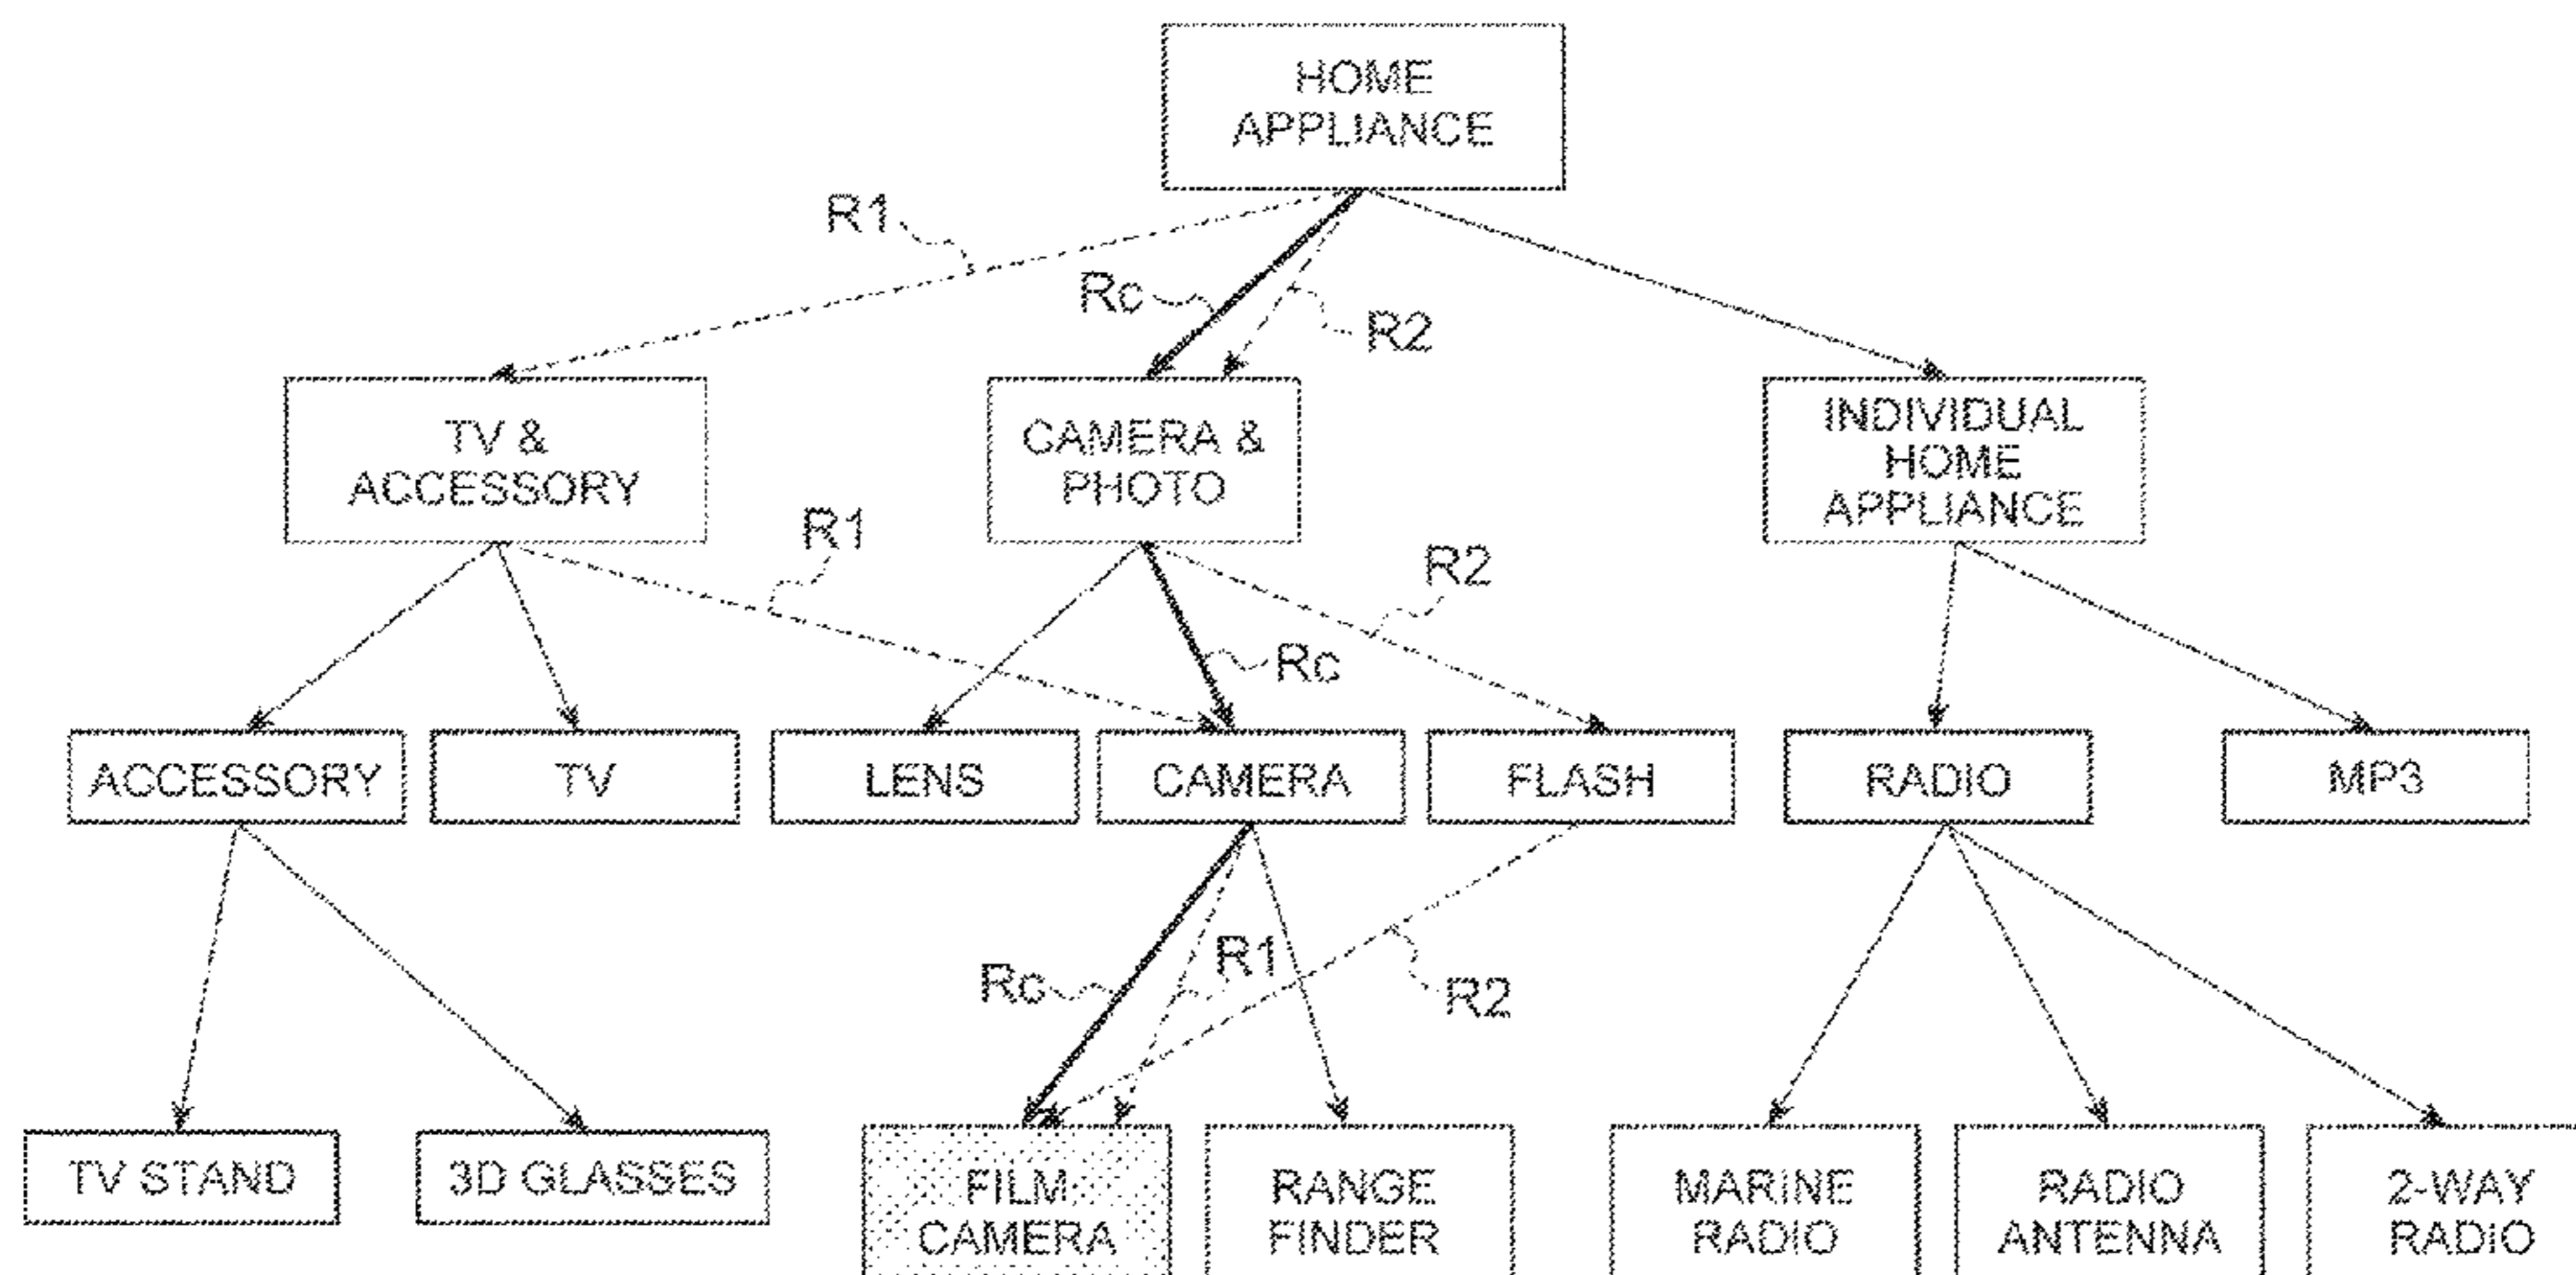 HOME
APPLIANCE
R1
Rc
R2
TV &
ACCESSORY
CAMERA &
PHOTO
INDIVIDUAL
HOME
APPLIANCE
R1
R2
Rc
ACCESSORY
TV
LENS
CAMERA
FLASH
RADIO
MP3
Rc
R1
R2
TV STAND
3D GLASSES
FILM
CAMERA
RANGE
FINDER
MARINE
RADIO
RADIO
ANTENNA
2-WAY
RADIO